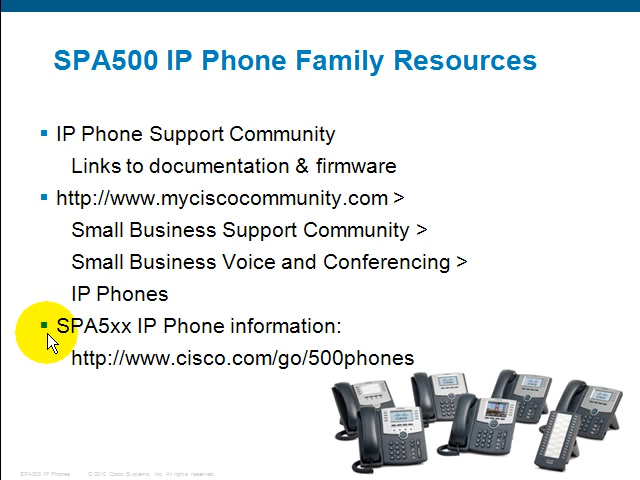 SPA500 IP Phone Family Resources
IP Phone Support Community
Links to documentation & firmware
http://www.myciscocommunity.com >
Small Business Support Community >
Small Business Voice and Conferencing >
IP Phones
SPA5xx IP Phone information:
http://www.cisco.com/go/500phones
SPA500 IP Phones © 2010 Cisco Systems, Inc. All rights reserved.